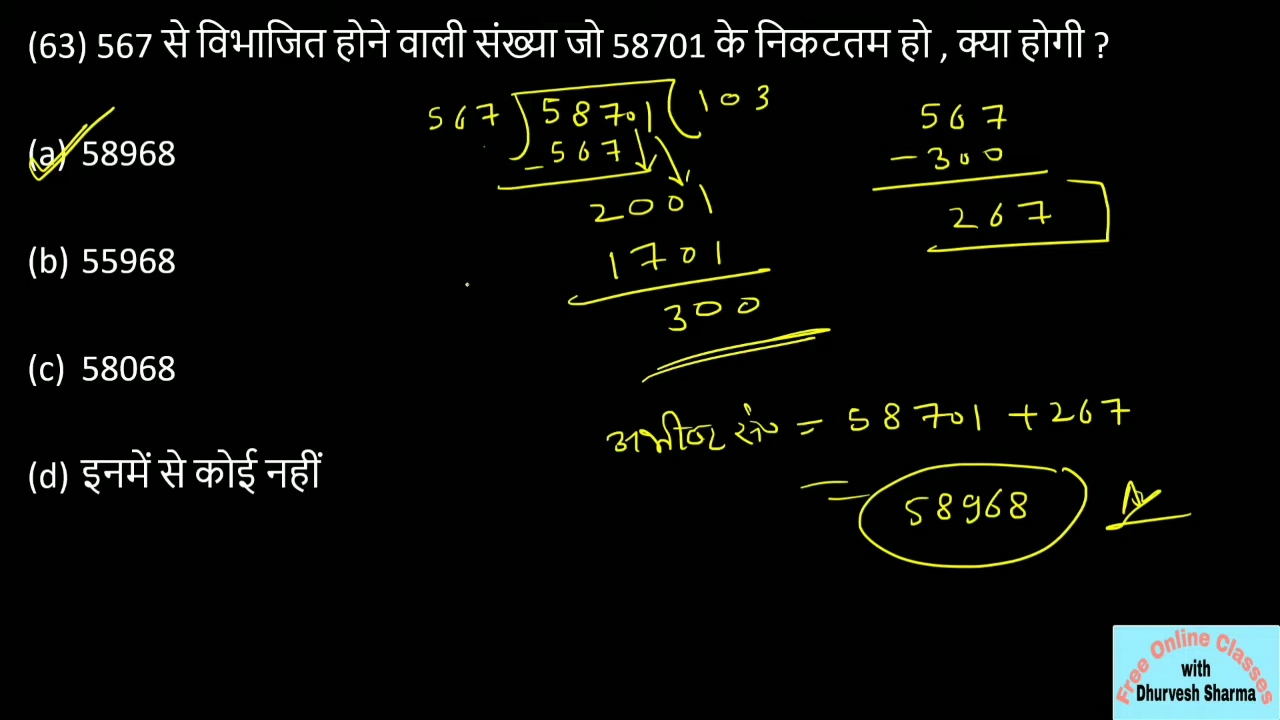 (63) 567 से विभाजित होने वाली संख्या जो 58701 के निकटतम हो , क्या होगी ?
(a) 58968
(b) 55968
(c) 58068
(d) इनमें से कोई नहीं
567 ) 58701 ( 103
- 567
2001
1701
300
567
- 300
267
अभीष्ट सं० = 58701 + 267
= 58968
Free Online Classes
with
Dhurvesh Sharma